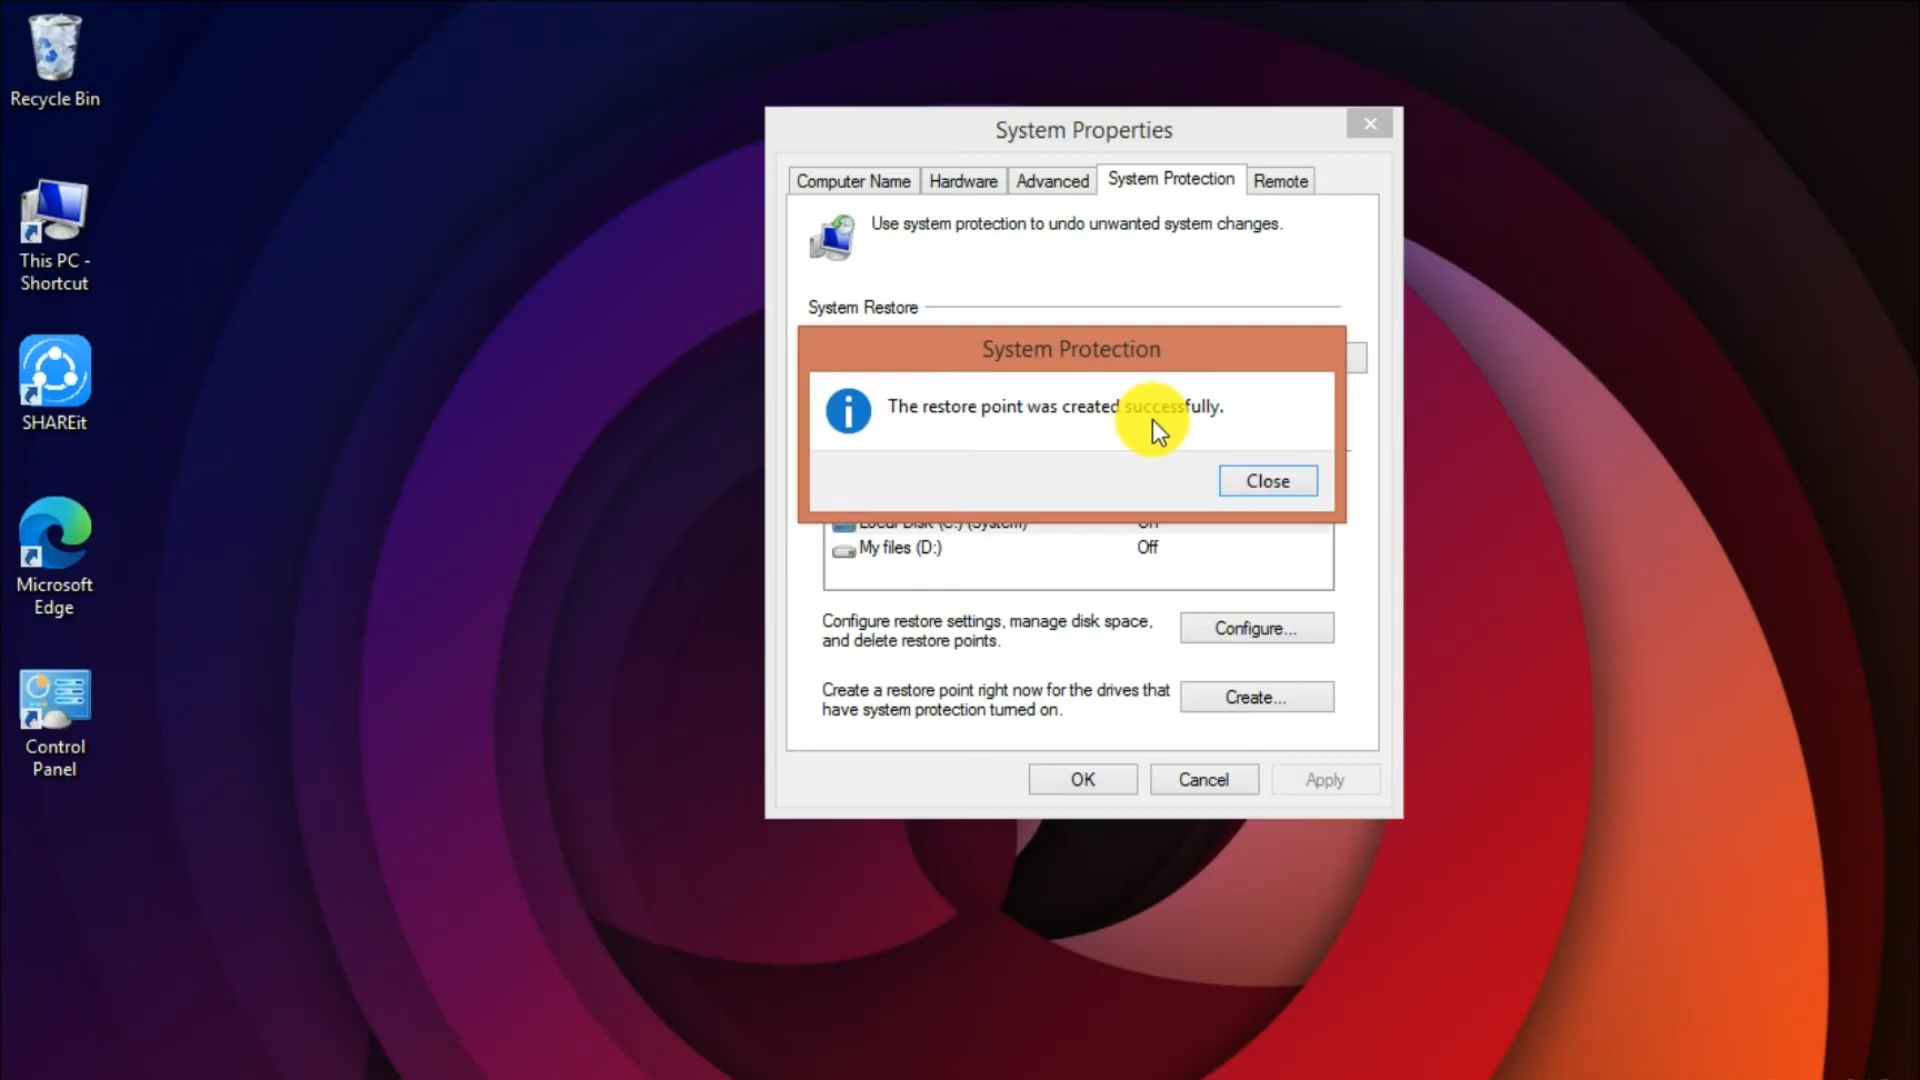 Recycle Bin
This PC -
Shortcut
SHAREit
Microsoft
Edge
Control
Panel
System Properties
Computer Name
Hardware
Advanced
System Protection
Remote
Use system protection to undo unwanted system changes.
System Restore
System Protection
The restore point was created successfully.
Close
Local Disk (C:) (System) On
My files (D:) Off
Configure restore settings, manage disk space,
and delete restore points.
Configure...
Create a restore point right now for the drives that
have system protection turned on.
Create...
OK
Cancel
Apply